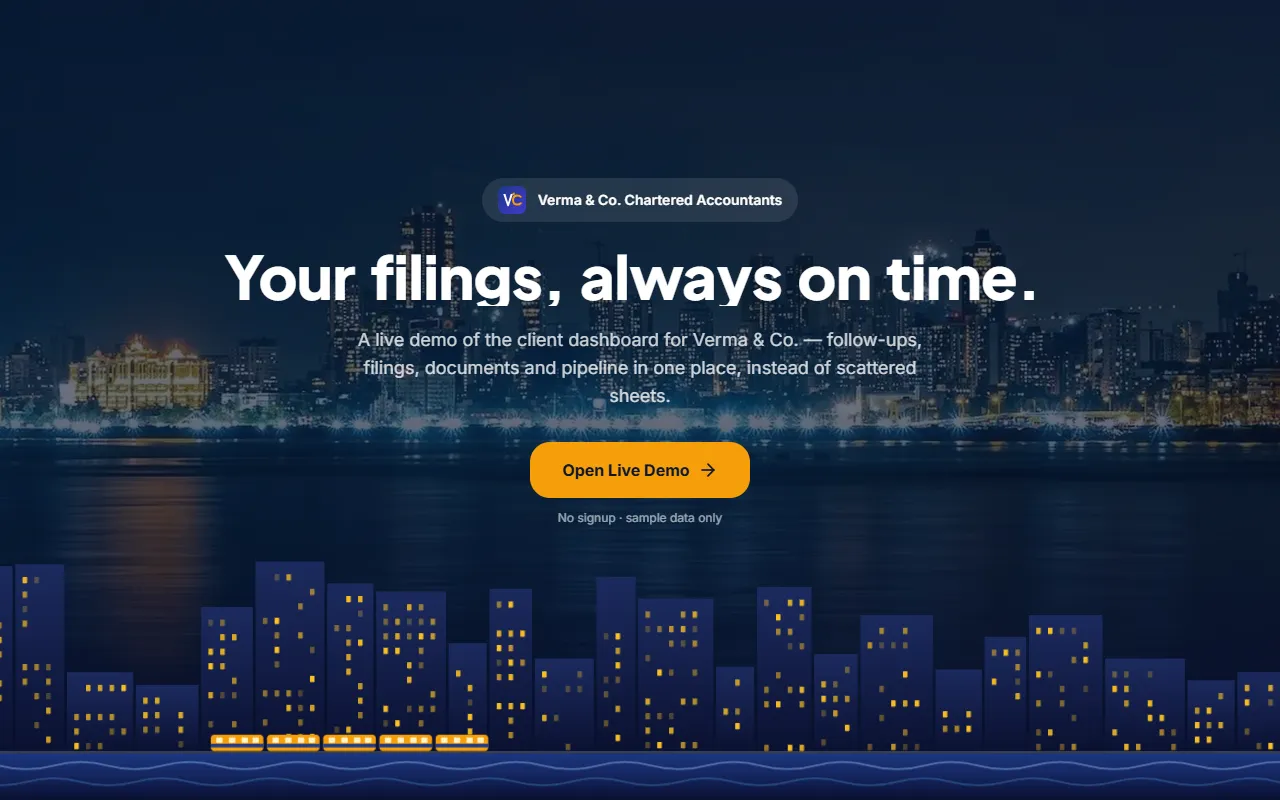 VC Verma & Co. Chartered Accountants
Your filings, always on time.
A live demo of the client dashboard for Verma & Co. — follow-ups,
filings, documents and pipeline in one place, instead of scattered
sheets.
Open Live Demo →
No signup · sample data only